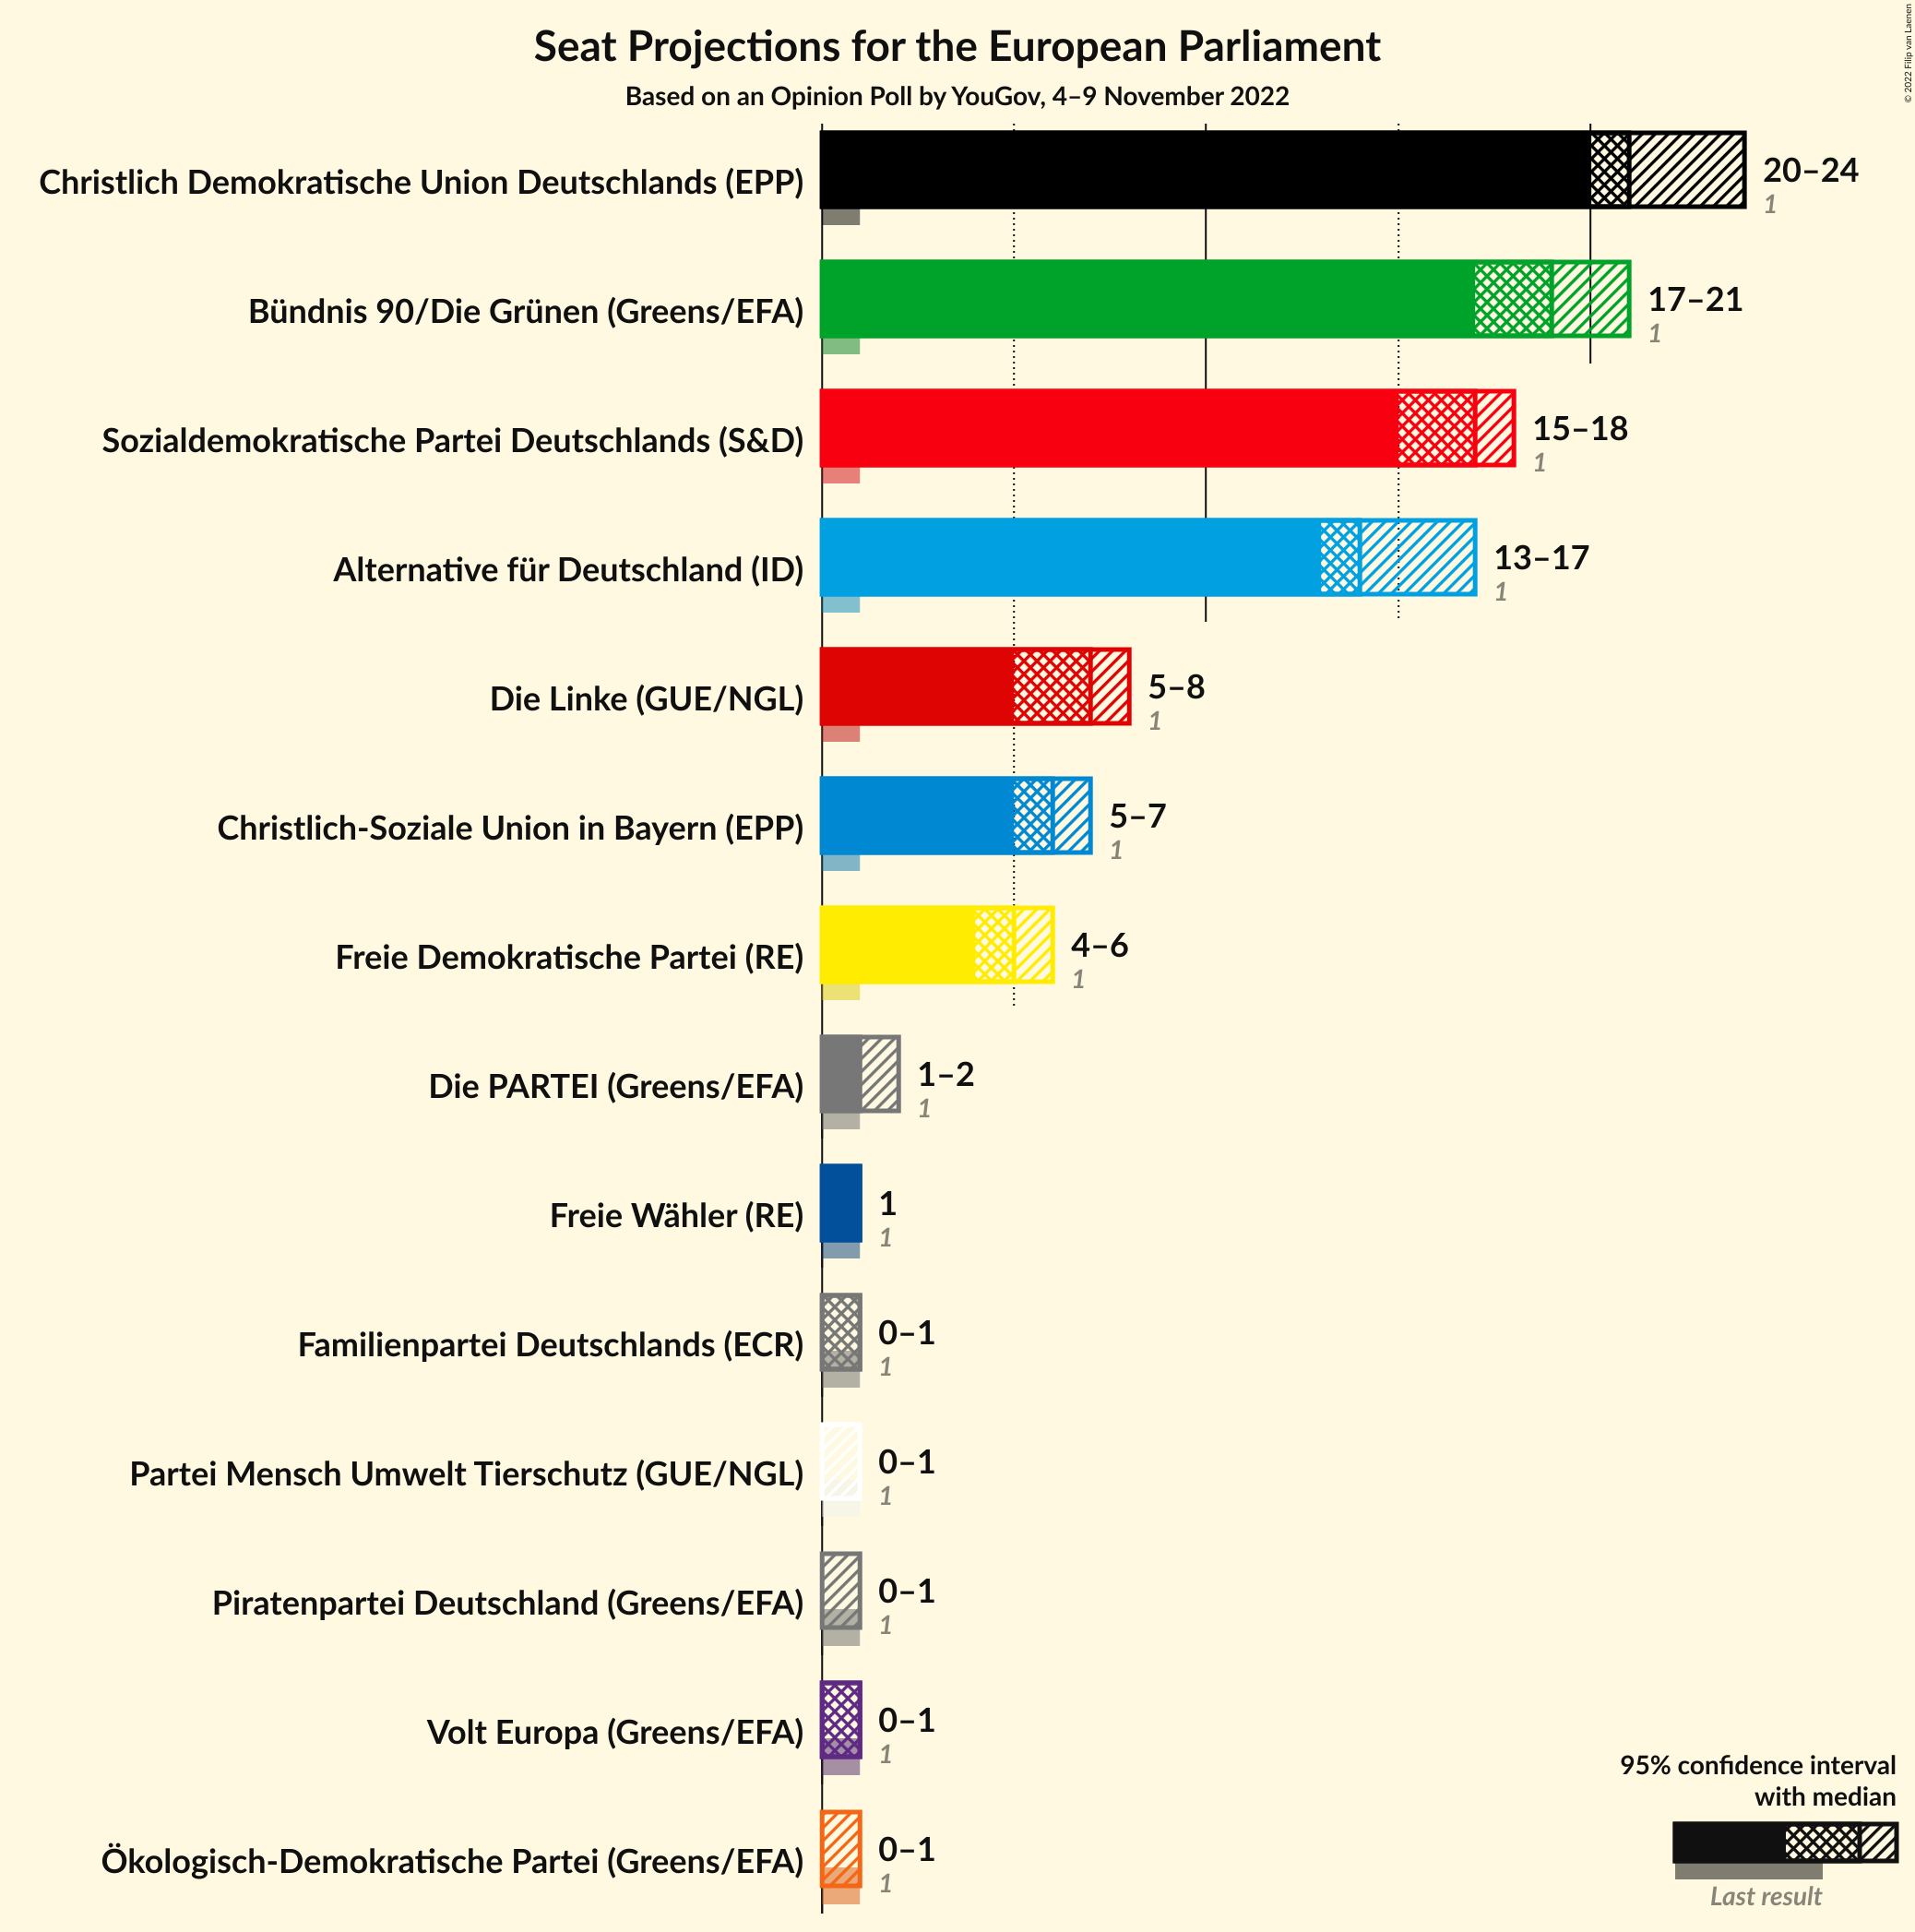 Seat Projections for the European Parliament
Based on an Opinion Poll by YouGov, 4–9 November 2022
© 2022 Filip van Laenen
Christlich Demokratische Union Deutschlands (EPP)
20–24
1
Bündnis 90/Die Grünen (Greens/EFA)
17–21
1
Sozialdemokratische Partei Deutschlands (S&D)
15–18
1
Alternative für Deutschland (ID)
13–17
1
Die Linke (GUE/NGL)
5–8
1
Christlich-Soziale Union in Bayern (EPP)
5–7
1
Freie Demokratische Partei (RE)
4–6
1
Die PARTEI (Greens/EFA)
1–2
1
Freie Wähler (RE)
1
1
Familienpartei Deutschlands (ECR)
0–1
1
Partei Mensch Umwelt Tierschutz (GUE/NGL)
0–1
1
Piratenpartei Deutschland (Greens/EFA)
0–1
1
Volt Europa (Greens/EFA)
0–1
1
Ökologisch-Demokratische Partei (Greens/EFA)
0–1
1
95% confidence interval
with median
Last result